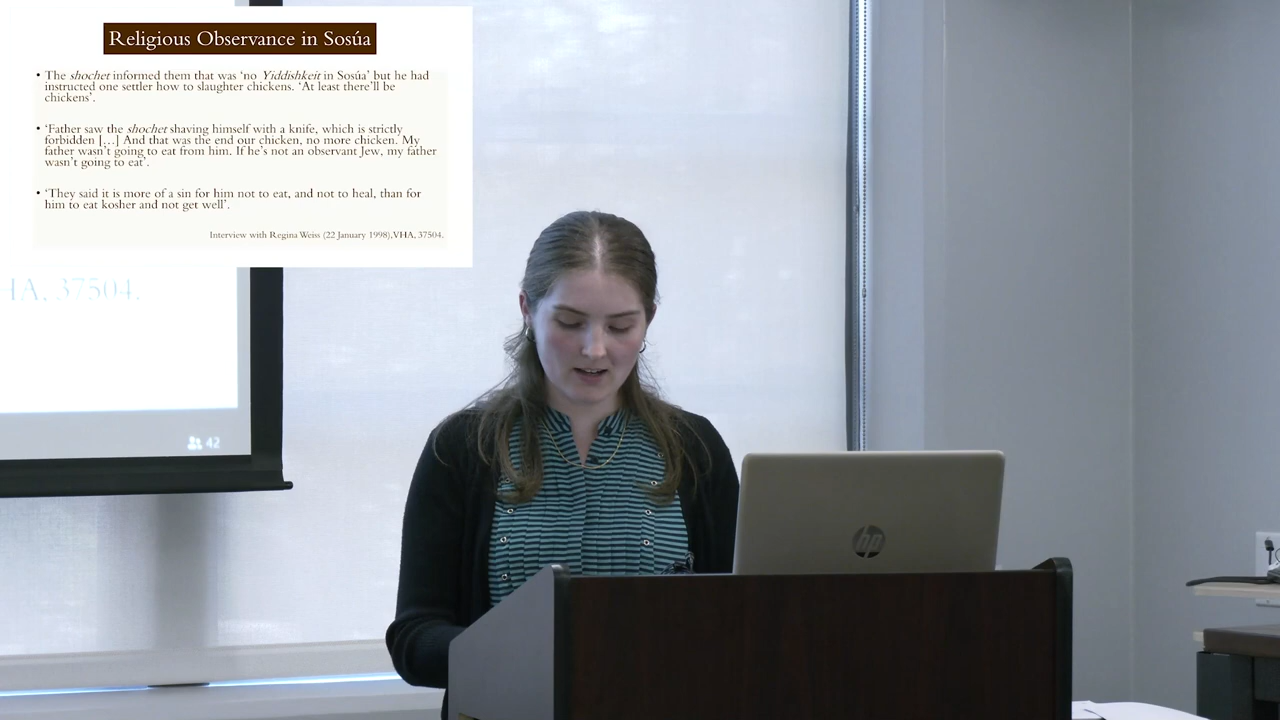 Religious Observance in Sosúa
• The shochet informed them that was ‘no Yiddishkeit in Sosúa’ but he had
instructed one settler how to slaughter chickens. ‘At least there’ll be
chickens’.
• ‘Father saw the shochet shaving himself with a knife, which is strictly
forbidden […] And that was the end our chicken, no more chicken. My
father wasn’t going to eat from him. If he’s not an observant Jew, my father
wasn’t going to eat’.
• ‘They said it is more of a sin for him not to eat, and not to heal, than for
him to eat kosher and not get well’.
Interview with Regina Weiss (22 January 1998),VHA, 37504.
HA, 37504.
42
hp